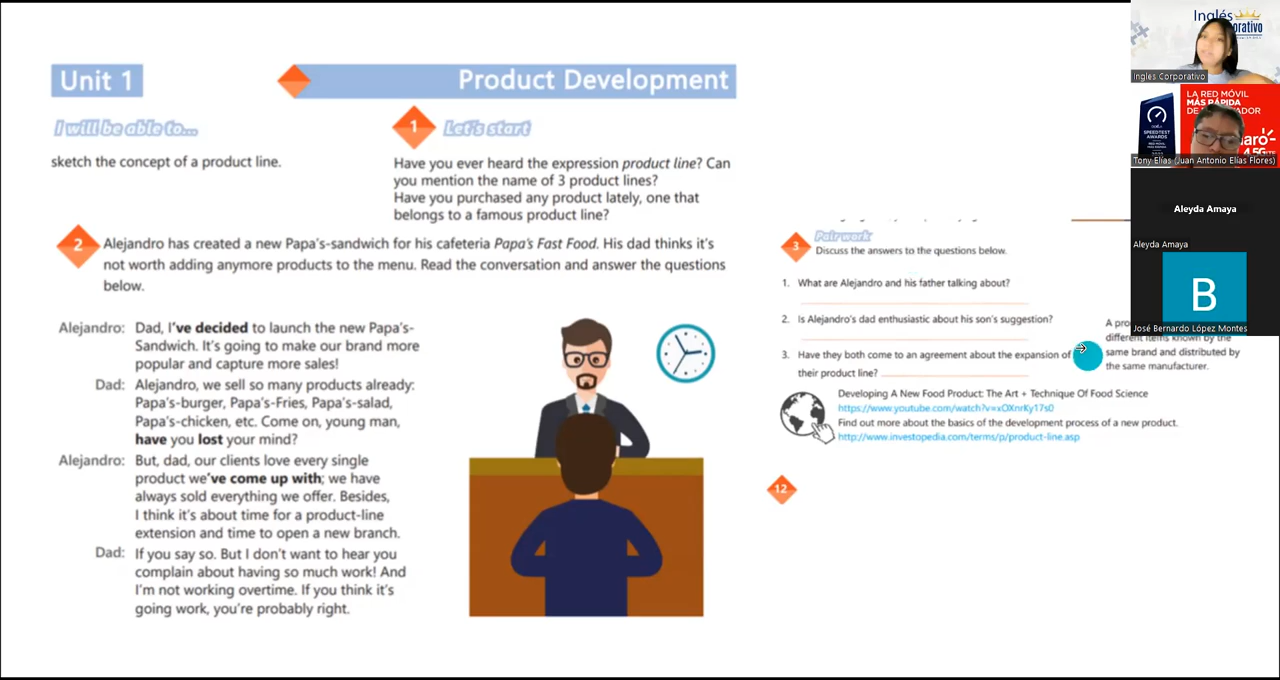 Unit 1
Product Development
I will be able to...
sketch the concept of a product line.
1
Let's start
Have you ever heard the expression product line? Can
you mention the name of 3 product lines?
Have you purchased any product lately, one that
belongs to a famous product line?
2
Alejandro has created a new Papa's-sandwich for his cafeteria Papa's Fast Food. His dad thinks it's
not worth adding anymore products to the menu. Read the conversation and answer the questions
below.
Alejandro: Dad, I've decided to launch the new Papa's-
Sandwich. It's going to make our brand more
popular and capture more sales!
Dad: Alejandro, we sell so many products already:
Papa's-burger, Papa's-Fries, Papa's-salad,
Papa's-chicken, etc. Come on, young man,
have you lost your mind?
Alejandro: But, dad, our clients love every single
product we've come up with; we have
always sold everything we offer. Besides,
I think it's about time for a product-line
extension and time to open a new branch.
Dad: If you say so. But I don't want to hear you
complain about having so much work! And
I'm not working overtime. If you think it's
going work, you're probably right.
3
Pair work
Discuss the answers to the questions below.
1. What are Alejandro and his father talking about?
2. Is Alejandro's dad enthusiastic about his son's suggestion?
3. Have they both come to an agreement about the expansion of
their product line?
A
different items known by the
same brand and distributed by
the same manufacturer.
Developing A New Food Product: The Art + Technique Of Food Science
https://www.youtube.com/watch?v=xOXnrKy17s0
Find out more about the basics of the development process of a new product.
http://www.investopedia.com/terms/p/product-line.asp
12
Inglés
Ingles Corporativo
LA RED MÓVIL
MÁS RÁPIDA
SPEEDTEST
AWARDS
Tony Elías (Juan Antonio Elías Flores)
Aleyda Amaya
Aleyda Amaya
B
José Bernardo López Montes